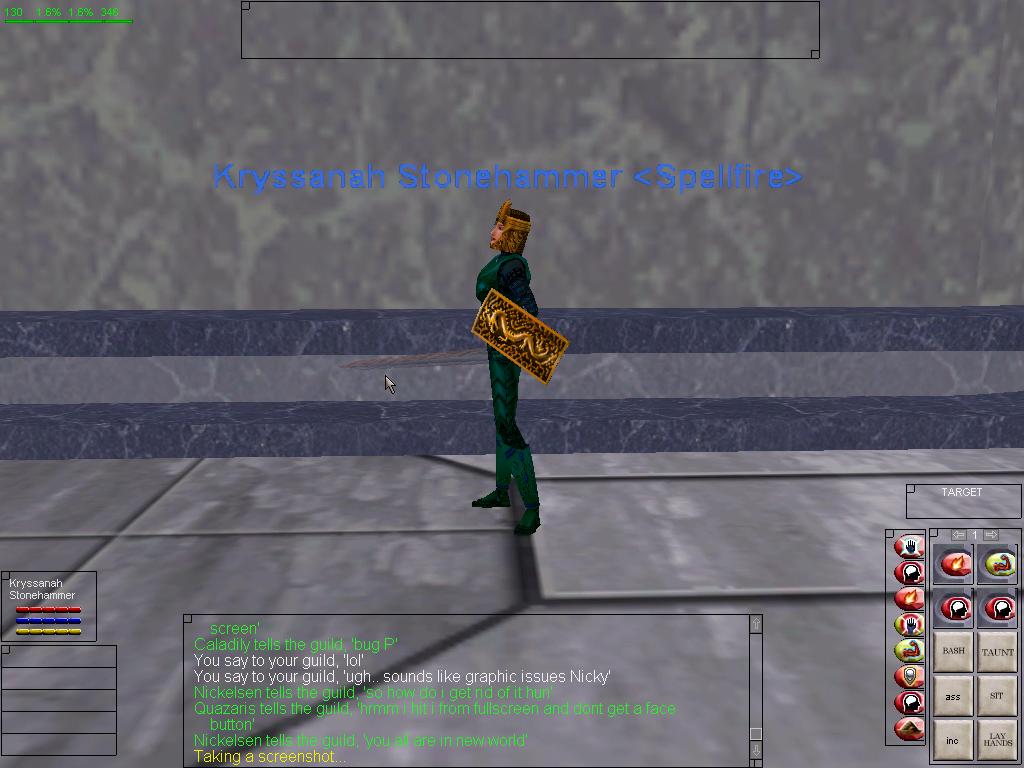 130 1.6% 1.6% 346
Kryssanah Stonehammer <Spellfire>
TARGET
1
Kryssanah
Stonehammer
screen'
Caladily tells the guild, 'bug P'
You say to your guild, 'lol'
You say to your guild, 'ugh.. sounds like graphic issues Nicky'
Nickelsen tells the guild, 'so how do i get rid of it hun'
Quazaris tells the guild, 'hrmm i hit i from fullscreen and dont get a face
button'
Nickelsen tells the guild, 'you all are in new world'
Taking a screenshot...
BASH
TAUNT
ass
SIT
inc
LAY
HANDS